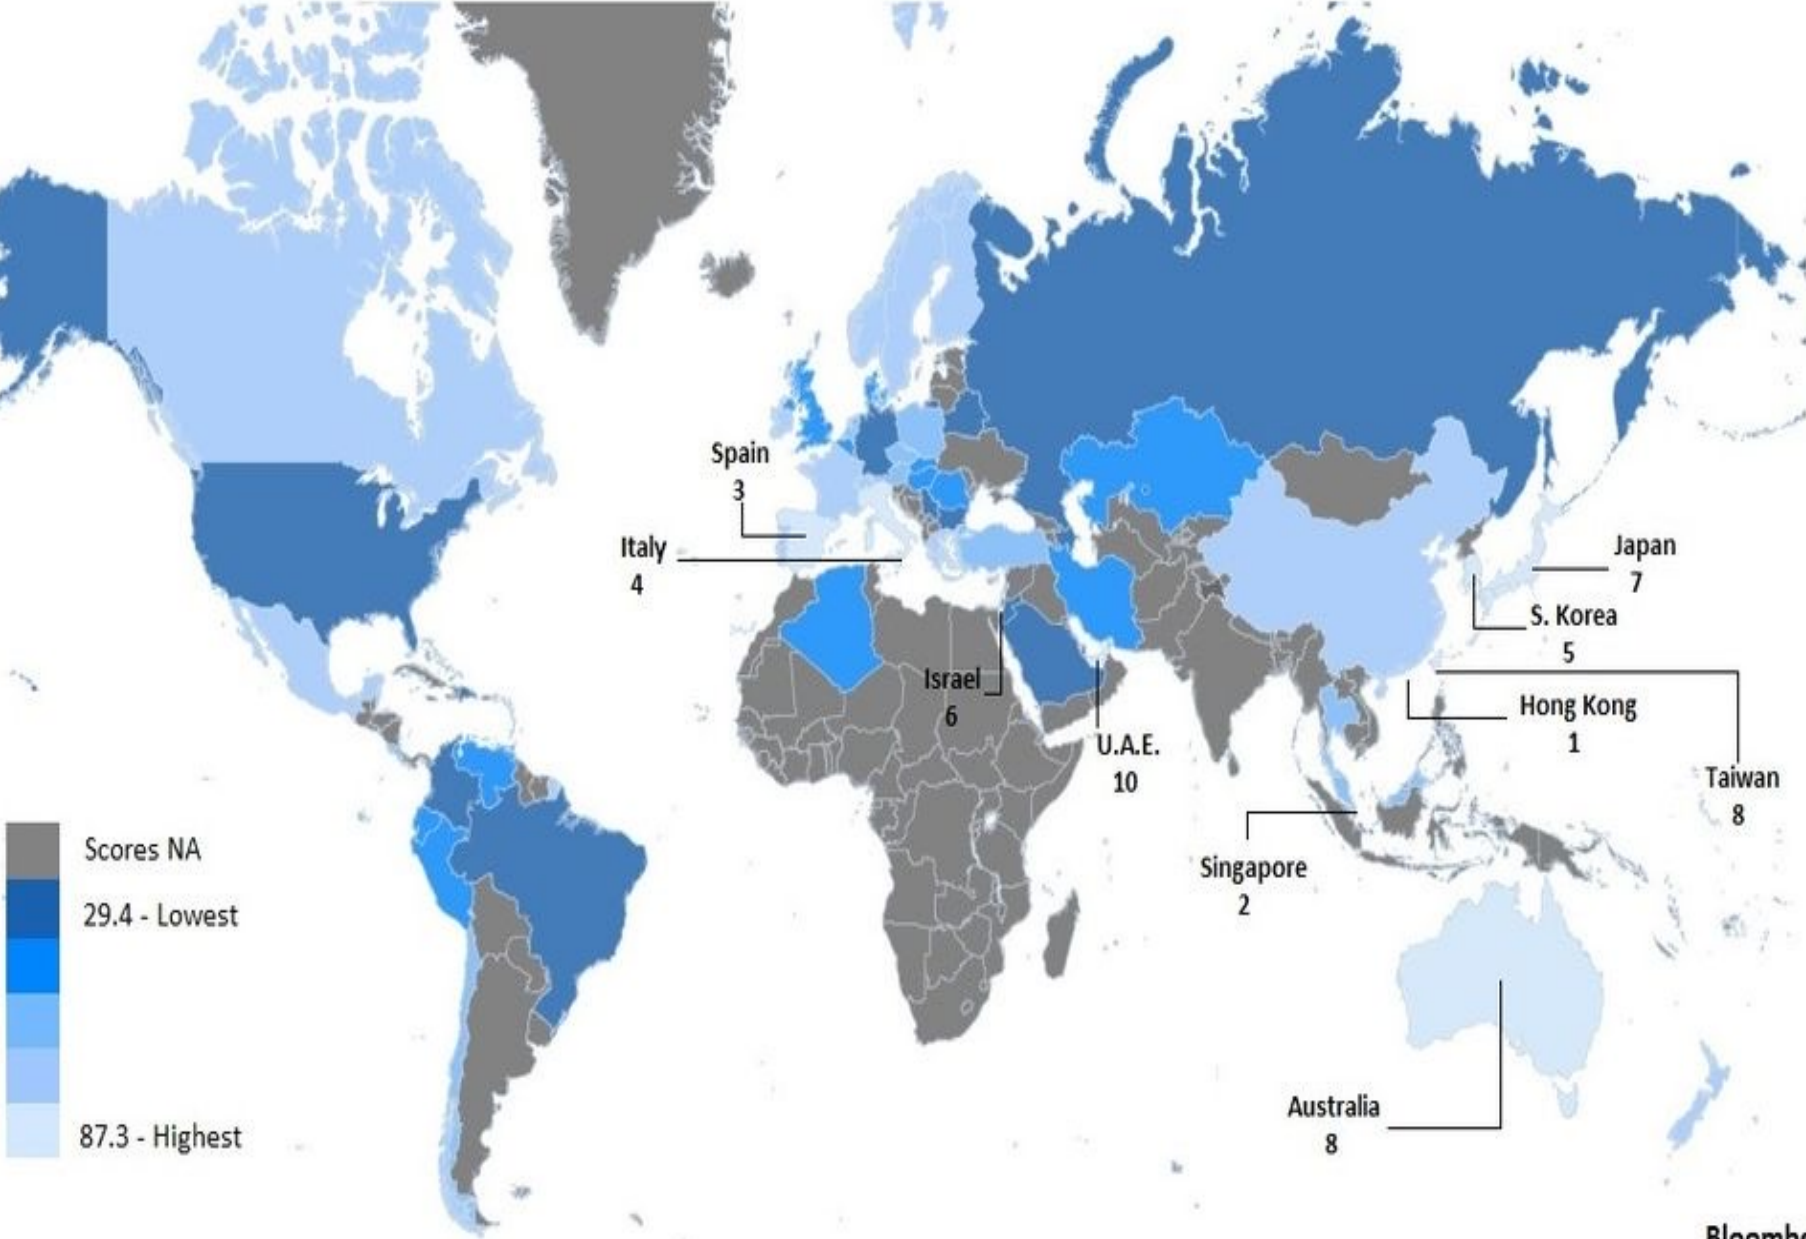 Spain
3
Italy
4
Japan
7
S. Korea
5
Israel
6
Hong Kong
1
U.A.E.
10
Taiwan
8
Singapore
2
Scores NA
29.4 - Lowest
87.3 - Highest
Australia
8